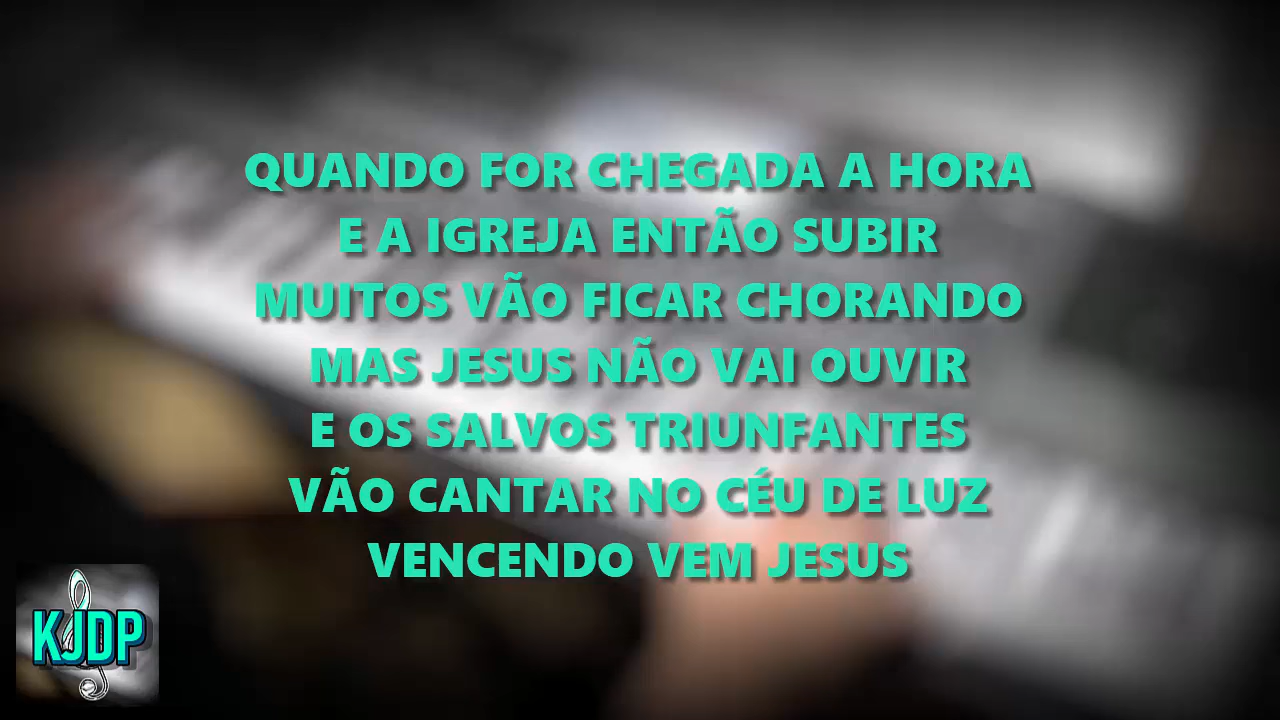 QUANDO FOR CHEGADA A HORA
E A IGREJA ENTÃO SUBIR
MUITOS VÃO FICAR CHORANDO
MAS JESUS NÃO VAI OUVIR
E OS SALVOS TRIUNFANTES
VÃO CANTAR NO CÉU DE LUZ
VENCENDO VEM JESUS
KJDP